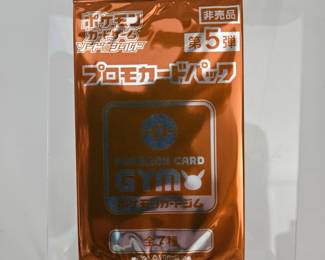 ポケモン
カードゲーム
ソード&シールド
非売品
第5弾
プロモカードパック
POKÉMON CARD
GYM
ポケモンカードジム
全7種